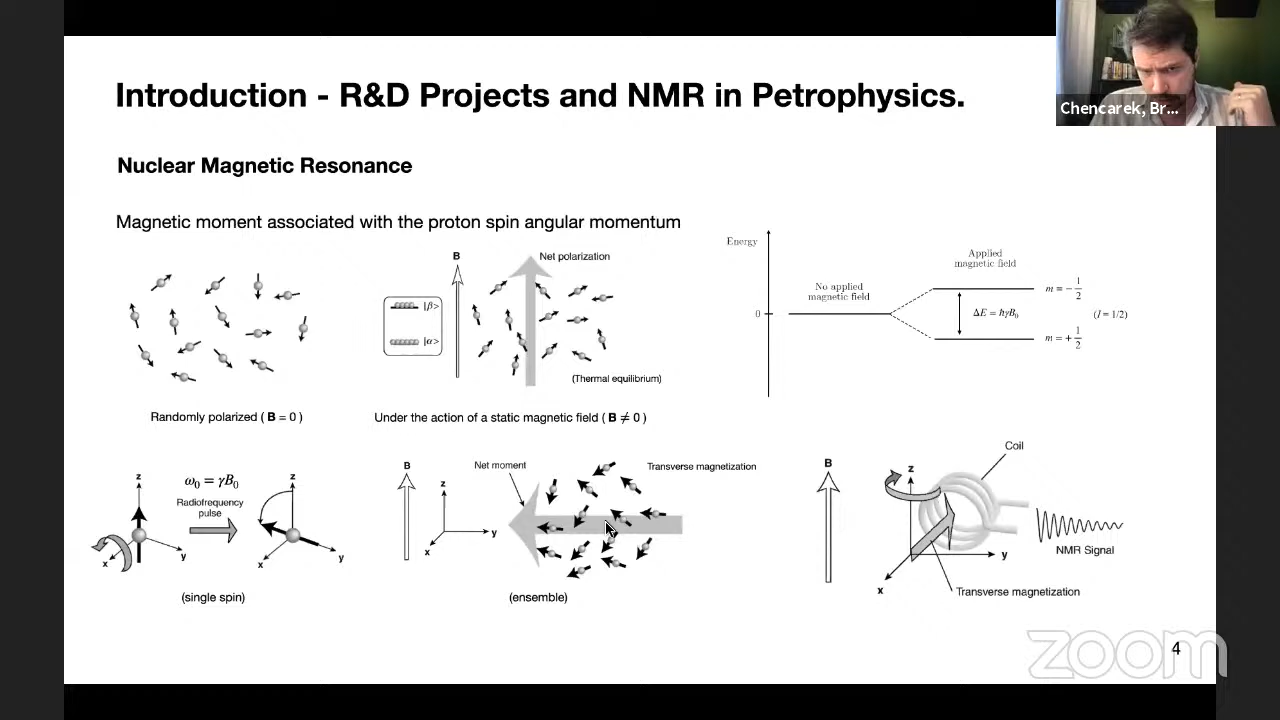 Introduction - R&D Projects and NMR in Petrophysics.
Chencarek, Br...
Nuclear Magnetic Resonance
Magnetic moment associated with the proton spin angular momentum
B
Net polarization
|β>
|α>
(Thermal equilibrium)
Randomly polarized ( B = 0 )
Under the action of a static magnetic field ( B ≠ 0 )
Energy
0
No applied
magnetic field
Applied
magnetic field
m = - 1/2
ΔE = ℏγB₀
(I = 1/2)
m = + 1/2
z
x
y
ω₀ = γB₀
Radiofrequency
pulse
z
x
y
(single spin)
B
z
x
y
Net moment
Transverse magnetization
(ensemble)
B
z
x
y
Coil
NMR Signal
Transverse magnetization
zoom
4